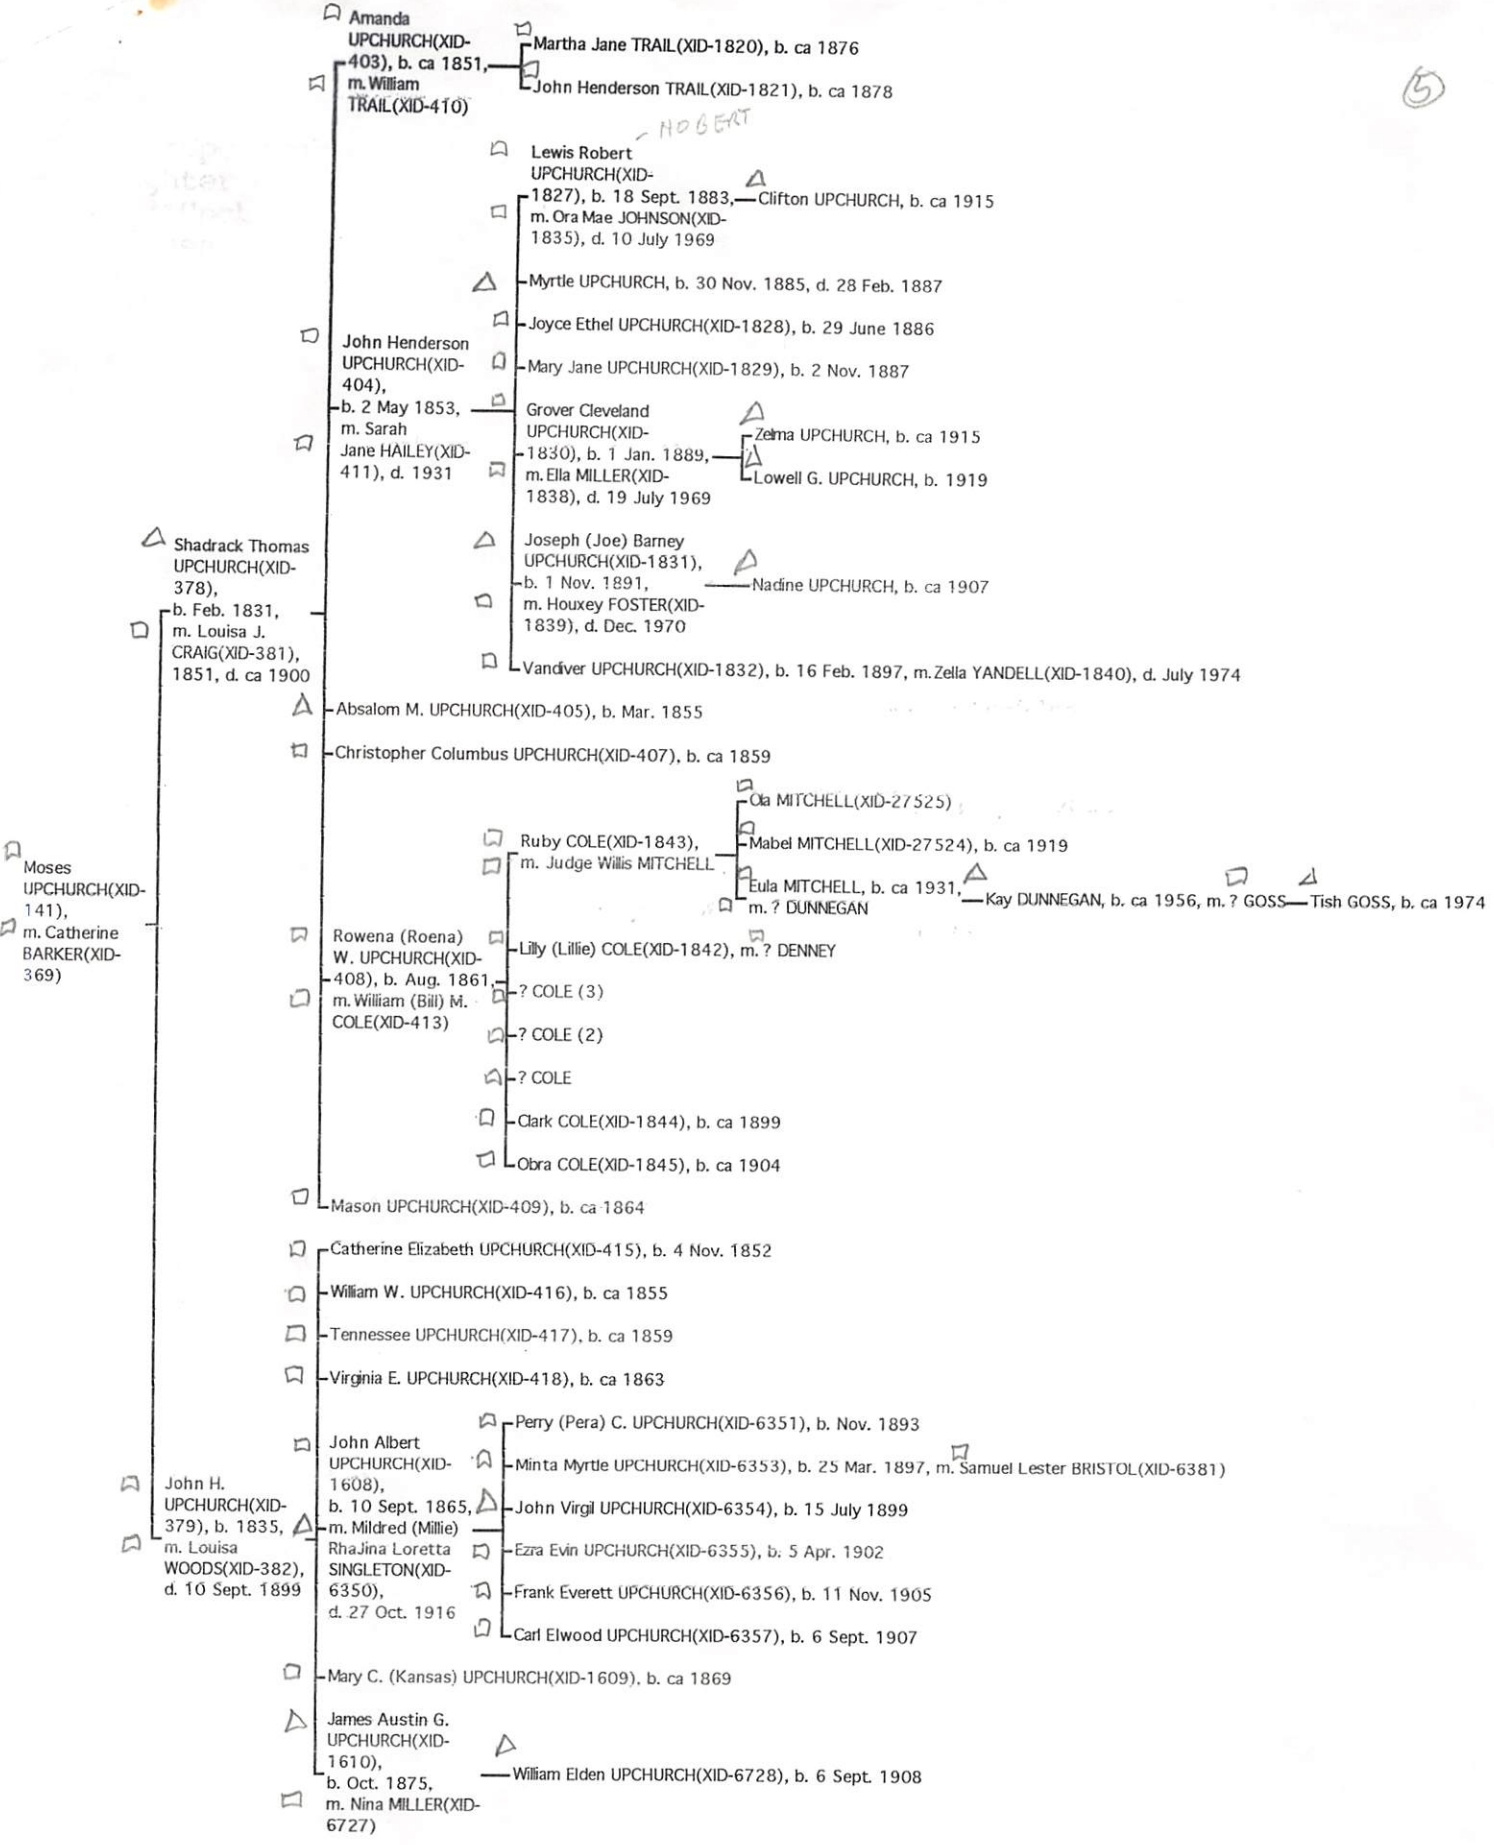 Amanda
UPCHURCH(XID-
403), b. ca 1851,
m. William
TRAIL(XID-410)
Martha Jane TRAIL(XID-1820), b. ca 1876
John Henderson TRAIL(XID-1821), b. ca 1878
5
- HOBERT
Lewis Robert
UPCHURCH(XID-
1827), b. 18 Sept. 1883,
m. Ora Mae JOHNSON(XID-
1835), d. 10 July 1969
Clifton UPCHURCH, b. ca 1915
Myrtle UPCHURCH, b. 30 Nov. 1885, d. 28 Feb. 1887
Joyce Ethel UPCHURCH(XID-1828), b. 29 June 1886
Mary Jane UPCHURCH(XID-1829), b. 2 Nov. 1887
John Henderson
UPCHURCH(XID-
404),
b. 2 May 1853,
m. Sarah
Jane HAILEY(XID-
411), d. 1931
Grover Cleveland
UPCHURCH(XID-
1830), b. 1 Jan. 1889,
m. Ella MILLER(XID-
1838), d. 19 July 1969
Zelma UPCHURCH, b. ca 1915
Lowell G. UPCHURCH, b. 1919
Joseph (Joe) Barney
UPCHURCH(XID-1831),
b. 1 Nov. 1891,
m. Houxey FOSTER(XID-
1839), d. Dec. 1970
Nadine UPCHURCH, b. ca 1907
Vandiver UPCHURCH(XID-1832), b. 16 Feb. 1897, m. Zella YANDELL(XID-1840), d. July 1974
Shadrack Thomas
UPCHURCH(XID-
378),
b. Feb. 1831,
m. Louisa J.
CRAIG(XID-381),
1851, d. ca 1900
Absalom M. UPCHURCH(XID-405), b. Mar. 1855
Christopher Columbus UPCHURCH(XID-407), b. ca 1859
Ola MITCHELL(XID-27525)
Ruby COLE(XID-1843),
m. Judge Willis MITCHELL
Mabel MITCHELL(XID-27524), b. ca 1919
Eula MITCHELL, b. ca 1931,
m. ? DUNNEGAN
Kay DUNNEGAN, b. ca 1956, m. ? GOSS
Tish GOSS, b. ca 1974
Moses
UPCHURCH(XID-
141),
m. Catherine
BARKER(XID-
369)
Rowena (Roena)
W. UPCHURCH(XID-
408), b. Aug. 1861,
m. William (Bill) M.
COLE(XID-413)
Lilly (Lillie) COLE(XID-1842), m. ? DENNEY
? COLE (3)
? COLE (2)
? COLE
Clark COLE(XID-1844), b. ca 1899
Obra COLE(XID-1845), b. ca 1904
Mason UPCHURCH(XID-409), b. ca 1864
Catherine Elizabeth UPCHURCH(XID-415), b. 4 Nov. 1852
William W. UPCHURCH(XID-416), b. ca 1855
Tennessee UPCHURCH(XID-417), b. ca 1859
Virginia E. UPCHURCH(XID-418), b. ca 1863
Perry (Pera) C. UPCHURCH(XID-6351), b. Nov. 1893
John Albert
UPCHURCH(XID-
1608),
b. 10 Sept. 1865,
m. Mildred (Millie)
RhaJina Loretta
SINGLETON(XID-
6350),
d. 27 Oct. 1916
Minta Myrtle UPCHURCH(XID-6353), b. 25 Mar. 1897, m. Samuel Lester BRISTOL(XID-6381)
John Virgil UPCHURCH(XID-6354), b. 15 July 1899
Ezra Evin UPCHURCH(XID-6355), b. 5 Apr. 1902
Frank Everett UPCHURCH(XID-6356), b. 11 Nov. 1905
Carl Elwood UPCHURCH(XID-6357), b. 6 Sept. 1907
John H.
UPCHURCH(XID-
379), b. 1835,
m. Louisa
WOODS(XID-382),
d. 10 Sept. 1899
Mary C. (Kansas) UPCHURCH(XID-1609), b. ca 1869
James Austin G.
UPCHURCH(XID-
1610),
b. Oct. 1875,
m. Nina MILLER(XID-
6727)
William Elden UPCHURCH(XID-6728), b. 6 Sept. 1908